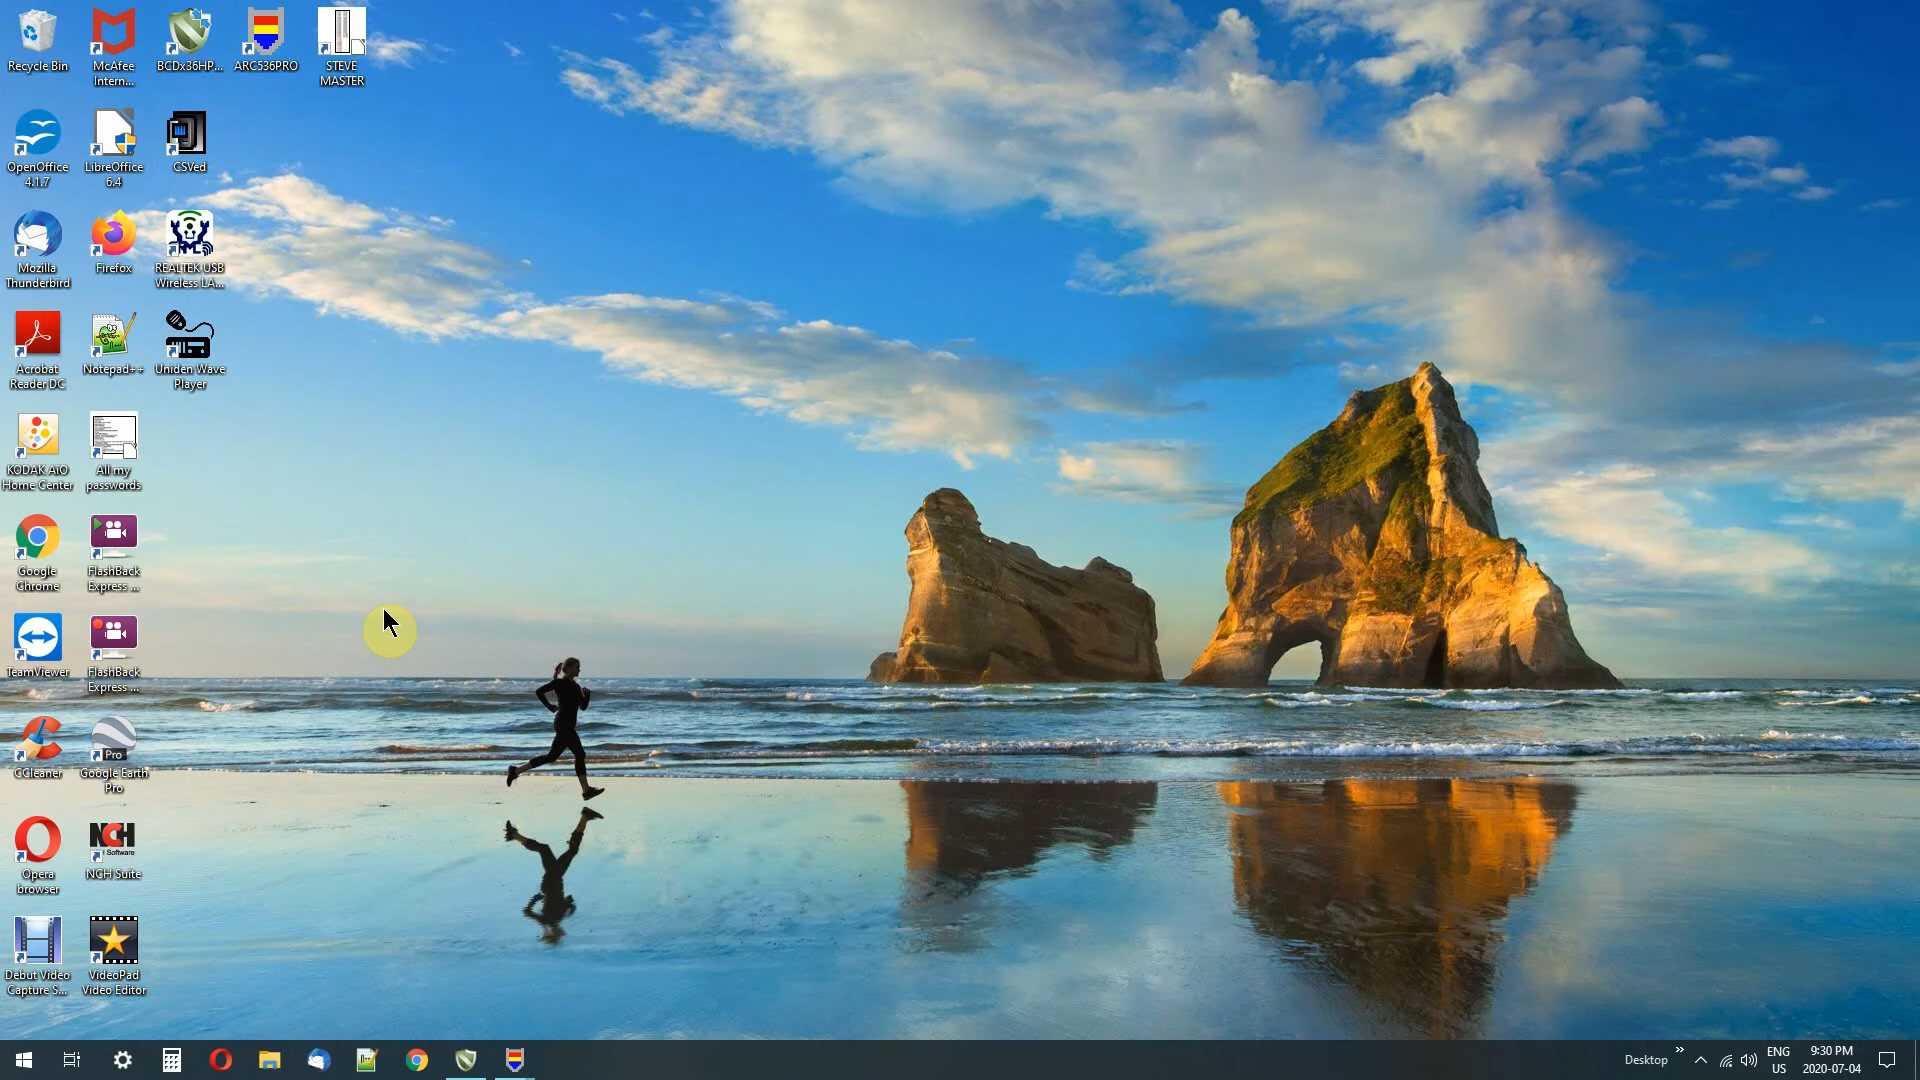 Recycle Bin
McAfee
Intern...
BCDx36HP...
ARC536PRO
STEVE
MASTER
OpenOffice
4.1.7
LibreOffice
6.4
CSVed
Mozilla
Thunderbird
Firefox
REALTEK USB
Wireless LA...
Acrobat
Reader DC
Notepad++
Uniden Wave
Player
KODAK AiO
Home Center
All my
passwords
Google
Chrome
FlashBack
Express ...
TeamViewer
FlashBack
Express ...
CCleaner
Pro
Google Earth
Pro
Opera
browser
NCH
Software
NCH Suite
Debut Video
Capture S...
VideoPad
Video Editor
Desktop
ENG
US
9:30 PM
2020-07-04